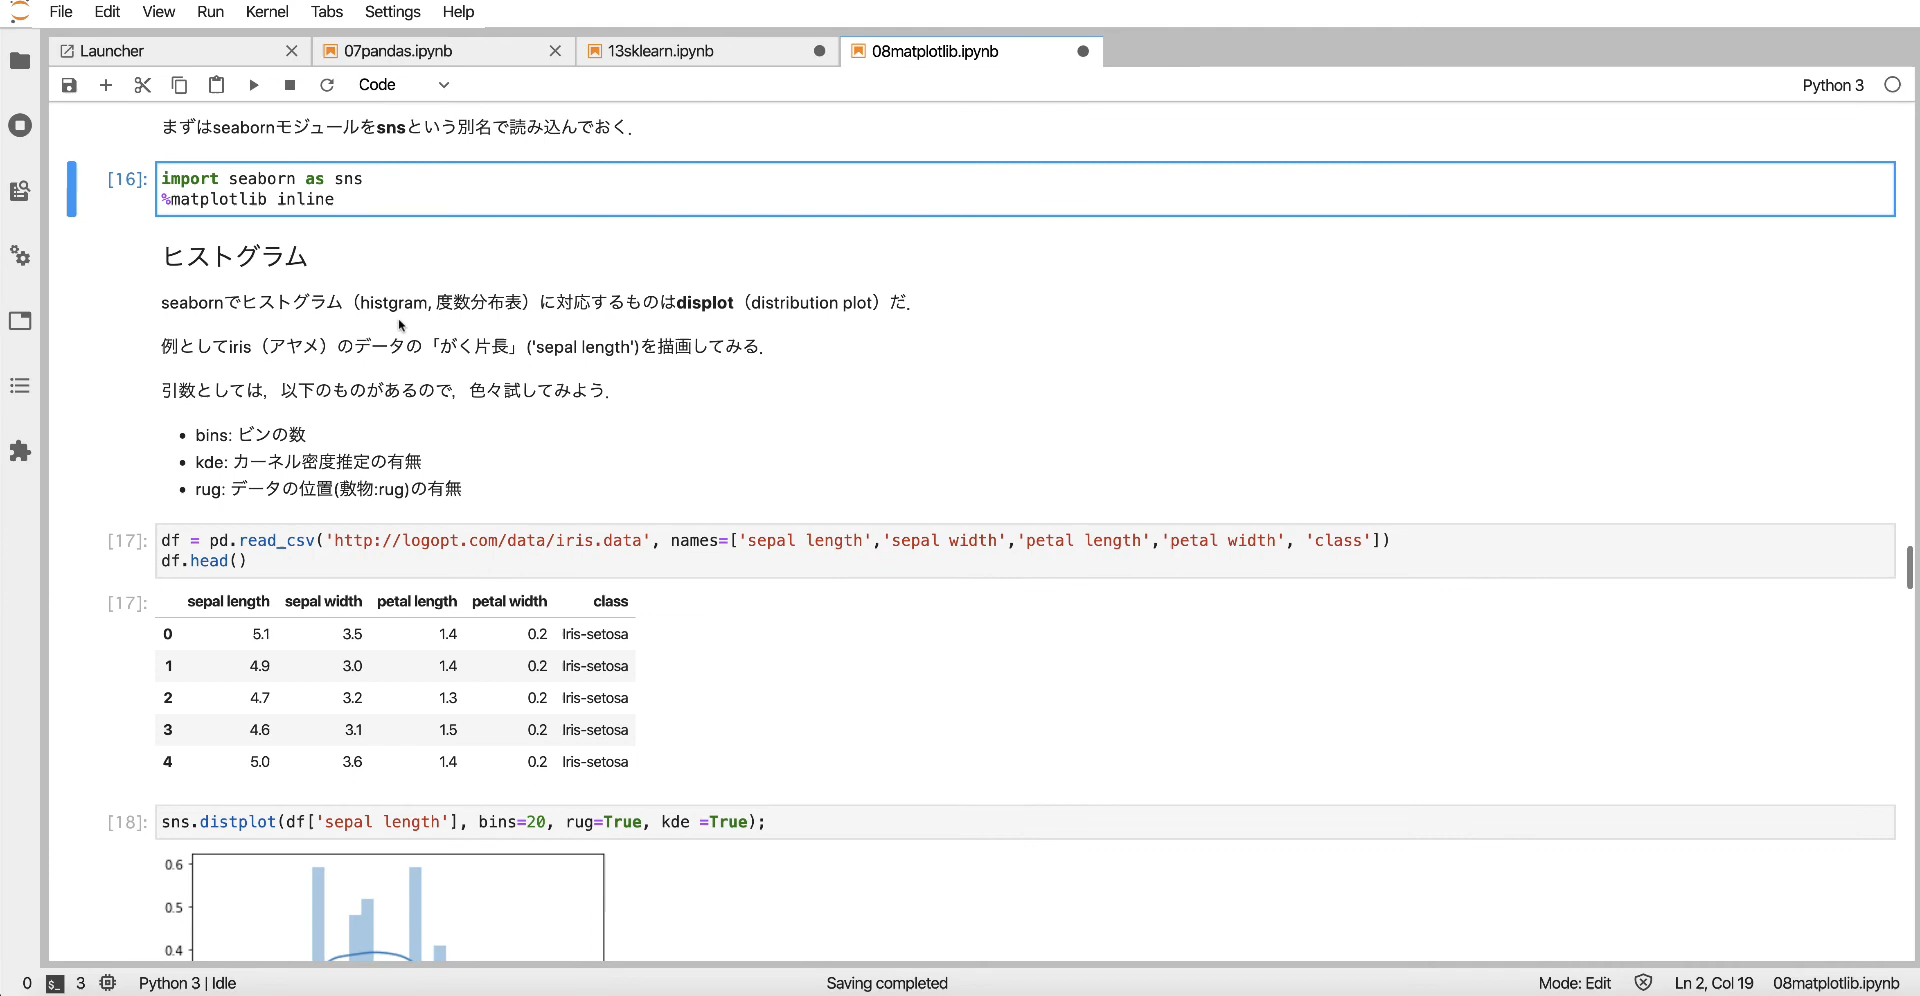 File Edit View Run Kernel Tabs Settings Help
Launcher 07pandas.ipynb 13sklearn.ipynb 08matplotlib.ipynb
Code Python 3
まずはseabornモジュールをsnsという別名で読み込んでおく．
[16]: import seaborn as sns
%matplotlib inline
ヒストグラム
seabornでヒストグラム（histgram, 度数分布表）に対応するものはdisplot（distribution plot）だ．
例としてiris（アヤメ）のデータの「がく片長」('sepal length')を描画してみる．
引数としては，以下のものがあるので，色々試してみよう．
• bins: ビンの数
• kde: カーネル密度推定の有無
• rug: データの位置(敷物:rug)の有無
[17]: df = pd.read_csv('http://logopt.com/data/iris.data', names=['sepal length','sepal width','petal length','petal width', 'class'])
df.head()
[17]: sepal length sepal width petal length petal width class
0 5.1 3.5 1.4 0.2 Iris-setosa
1 4.9 3.0 1.4 0.2 Iris-setosa
2 4.7 3.2 1.3 0.2 Iris-setosa
3 4.6 3.1 1.5 0.2 Iris-setosa
4 5.0 3.6 1.4 0.2 Iris-setosa
[18]: sns.distplot(df['sepal length'], bins=20, rug=True, kde =True);
0.6
0.5
0.4
0 $_ 3 Python 3 | Idle Saving completed Mode: Edit Ln 2, Col 19 08matplotlib.ipynb